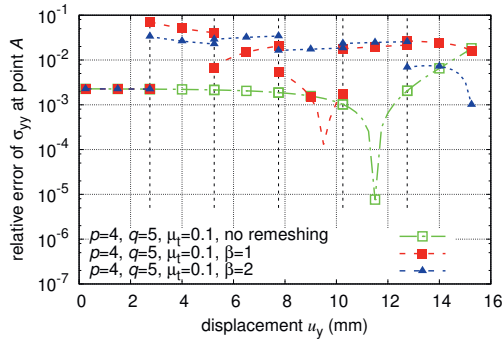 relative error of σyy at point A
10⁻¹
10⁻²
10⁻³
10⁻⁴
10⁻⁵
10⁻⁶
10⁻⁷
p=4, q=5, μt=0.1, no remeshing
p=4, q=5, μt=0.1, β=1
p=4, q=5, μt=0.1, β=2
0 2 4 6 8 10 12 14 16
displacement uy (mm)